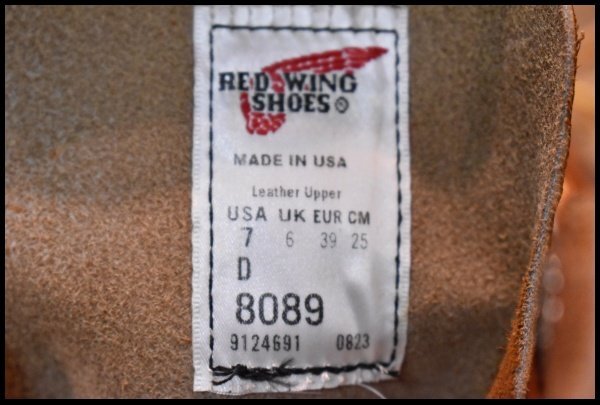 RED WING
SHOES®
MADE IN USA
Leather Upper
USA UK EUR CM
7 6 39 25
D
8089
9124691 0823